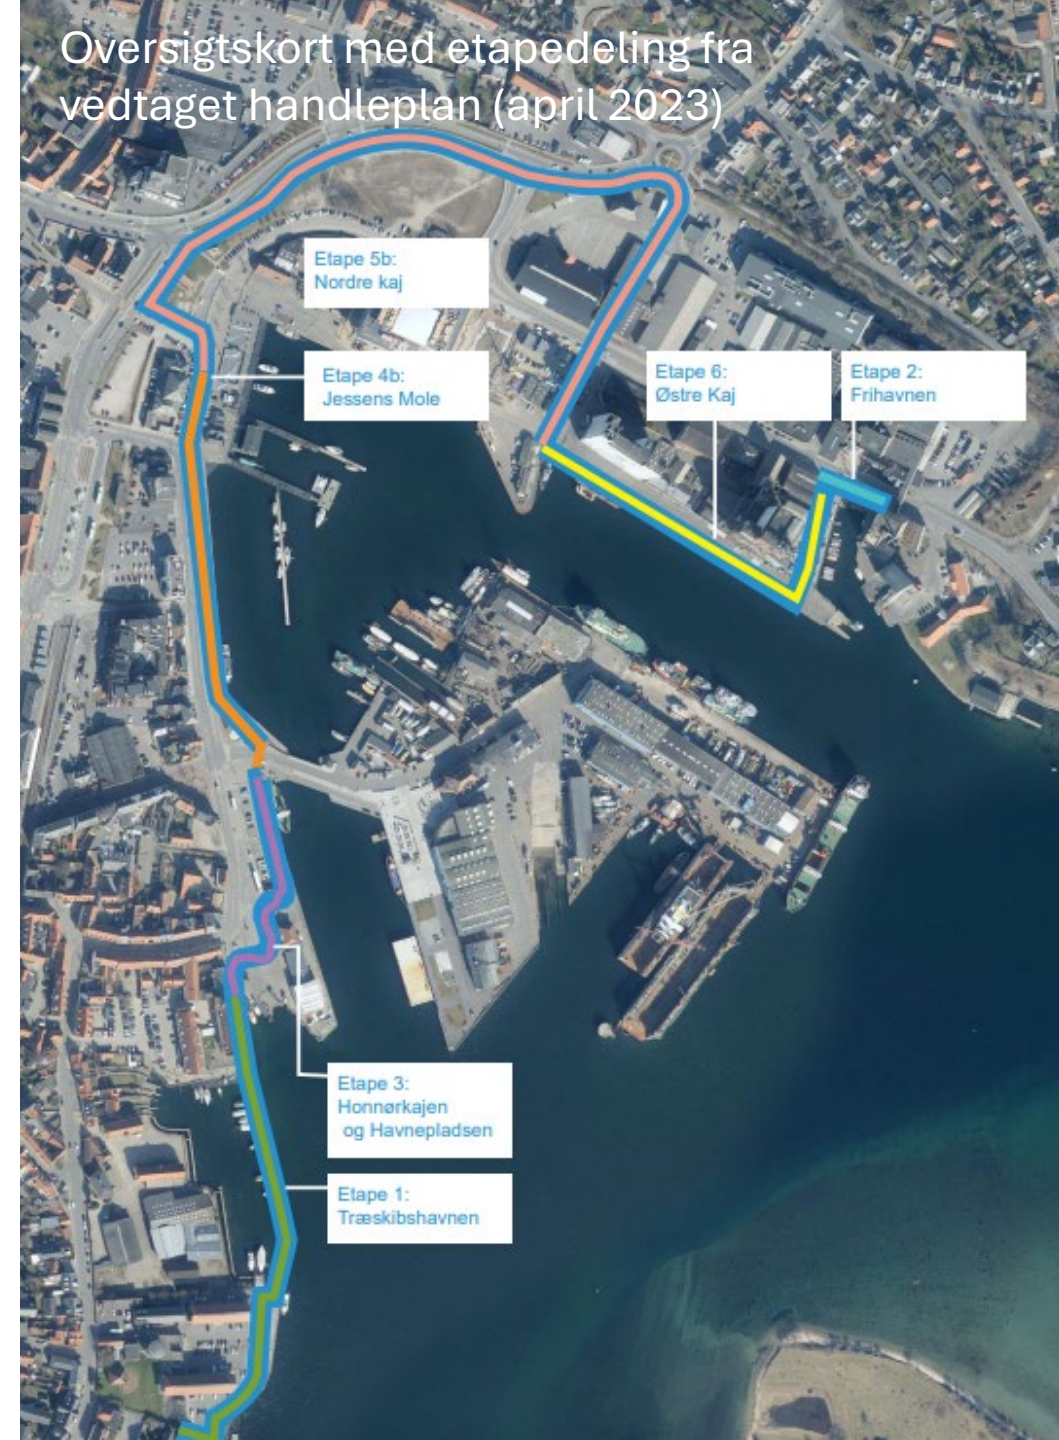 Oversigtskort med etapedeling fra
vedtaget handleplan (april 2023)
Etape 5b:
Nordre kaj
Etape 4b:
Jessens Mole
Etape 6:
Østre Kaj
Etape 2:
Frihavnen
Etape 3:
Honnørkajen
og Havnepladsen
Etape 1:
Træskibshavnen